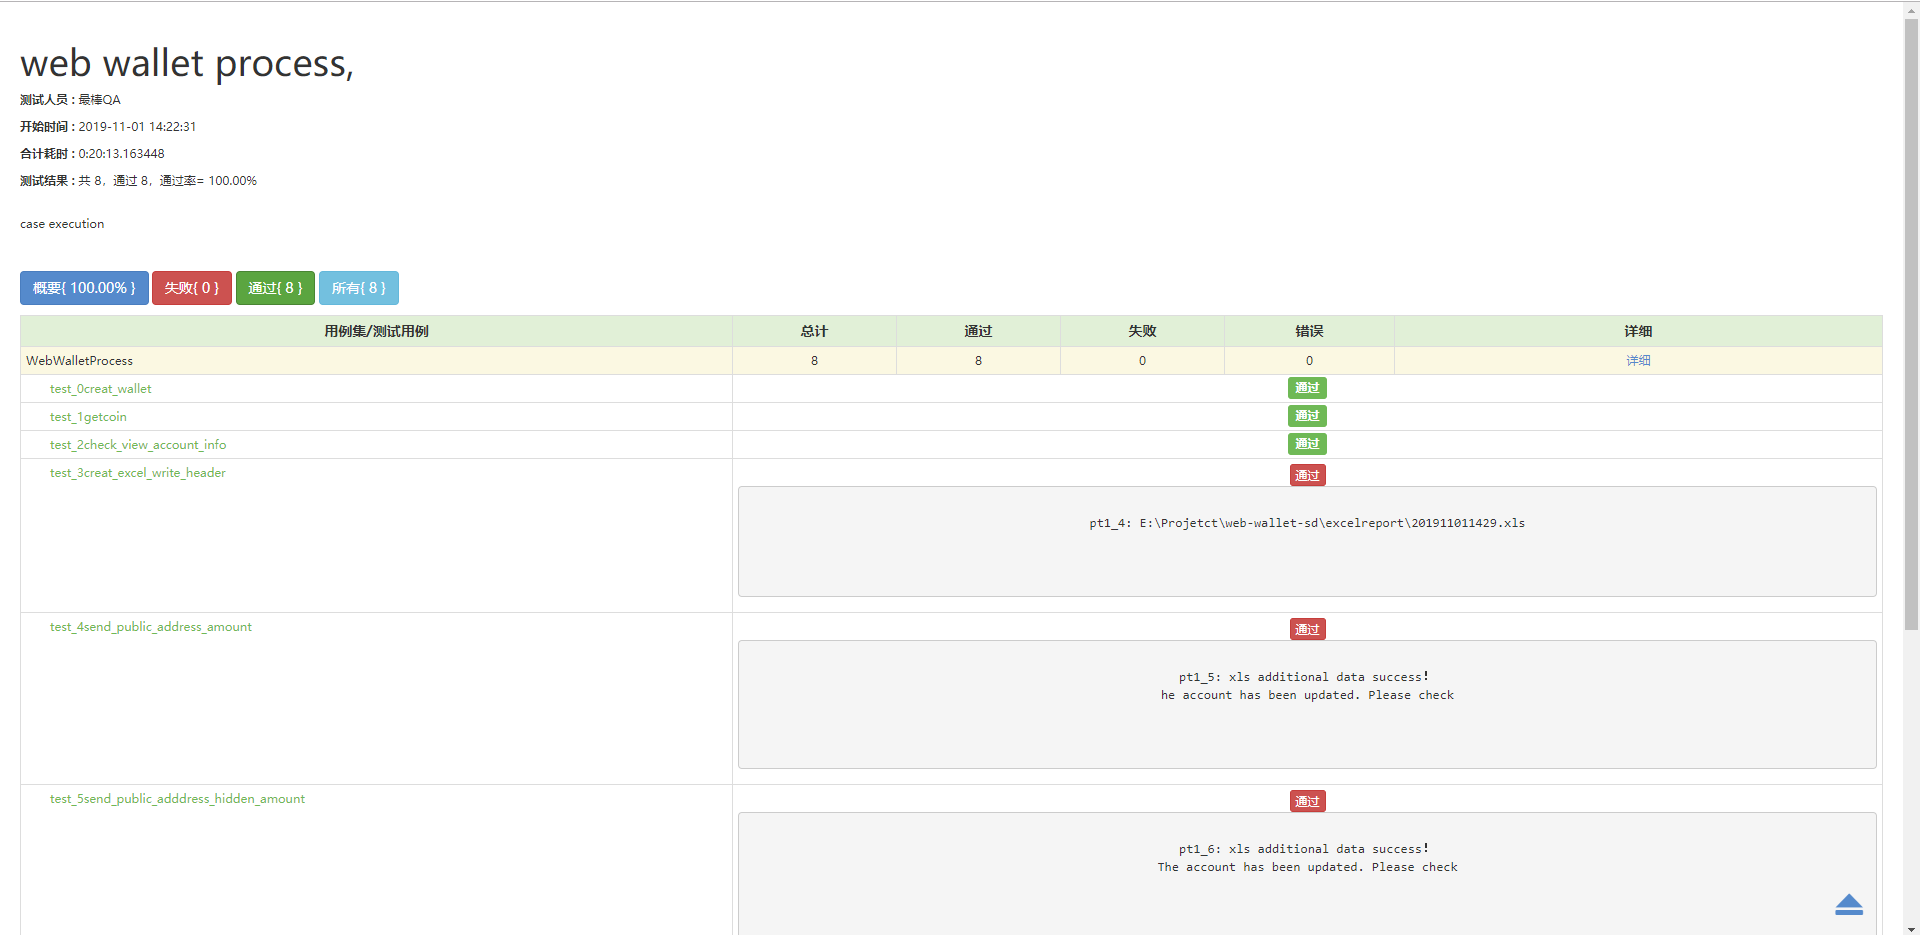 web wallet process,
测试人员 : 最棒QA
开始时间 : 2019-11-01 14:22:31
合计耗时 : 0:20:13.163448
测试结果 : 共 8，通过 8，通过率= 100.00%
case execution
概要{ 100.00% } 失败{ 0 } 通过{ 8 } 所有{ 8 }
用例集/测试用例 总计 通过 失败 错误 详细
WebWalletProcess 8 8 0 0 详细
test_0creat_wallet 通过
test_1getcoin 通过
test_2check_view_account_info 通过
test_3creat_excel_write_header 通过
pt1_4: E:\Projetct\web-wallet-sd\excelreport\201911011429.xls
test_4send_public_address_amount 通过
pt1_5: xls additional data success！
he account has been updated. Please check
test_5send_public_adddress_hidden_amount 通过
pt1_6: xls additional data success！
The account has been updated. Please check